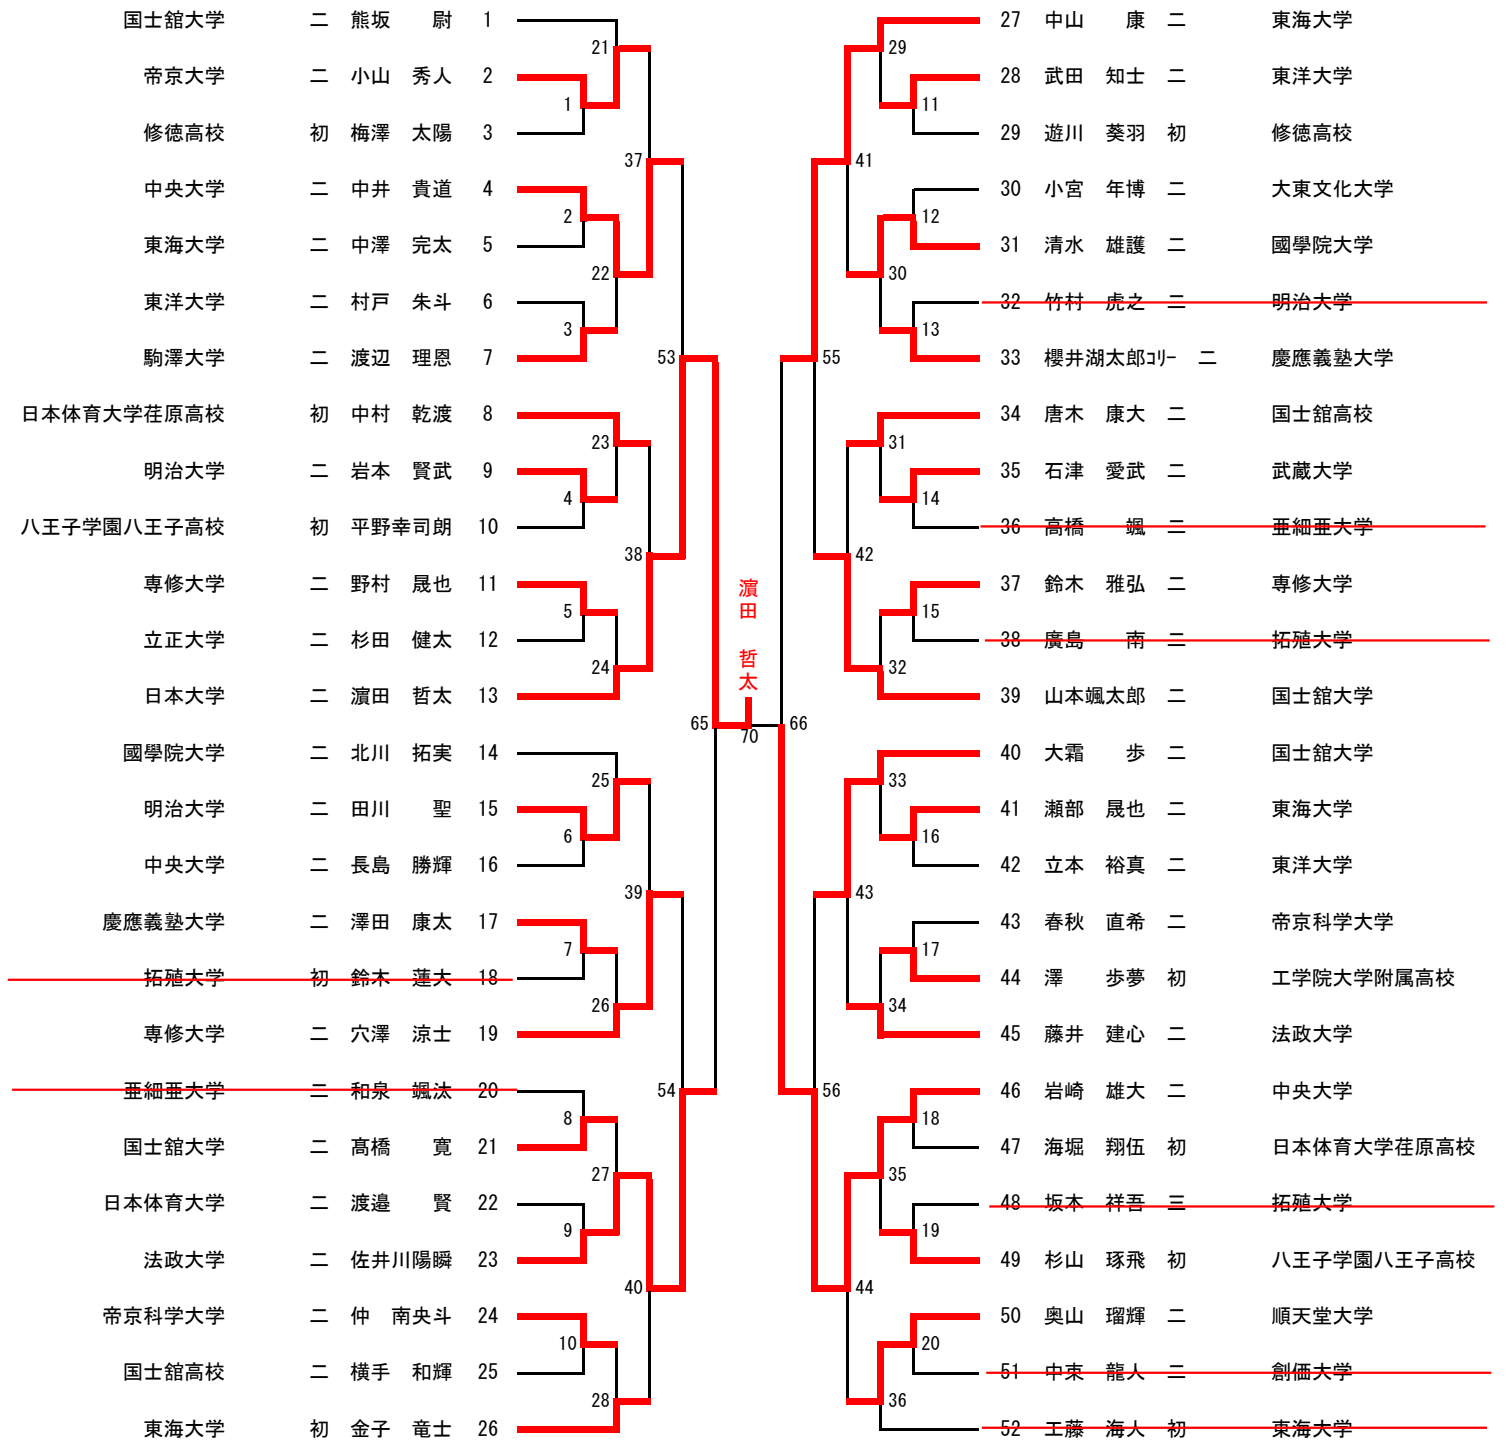 国士舘大学 二 熊坂 尉 1
帝京大学 二 小山 秀人 2
修徳高校 初 梅澤 太陽 3
中央大学 二 中井 貴道 4
東海大学 二 中澤 完太 5
東洋大学 二 村戸 朱斗 6
駒澤大学 二 渡辺 理恩 7
日本体育大学荏原高校 初 中村 乾渡 8
明治大学 二 岩本 賢武 9
八王子学園八王子高校 初 平野幸司朗 10
専修大学 二 野村 晟也 11
立正大学 二 杉田 健太 12
日本大学 二 濵田 哲太 13
國學院大学 二 北川 拓実 14
明治大学 二 田川 聖 15
中央大学 二 長島 勝輝 16
慶應義塾大学 二 澤田 康太 17
拓殖大学 初 鈴木 蓮大 18
専修大学 二 穴澤 涼士 19
亜細亜大学 二 和泉 颯汰 20
国士舘大学 二 髙橋 寛 21
日本体育大学 二 渡邉 賢 22
法政大学 二 佐井川陽瞬 23
帝京科学大学 二 仲 南央斗 24
国士舘高校 二 横手 和輝 25
東海大学 初 金子 竜士 26
1
2
3
4
5
6
7
8
9
10
21
22
23
24
25
26
27
28
37
38
39
40
53
54
65
濵田 哲太
70
66
55
56
41
42
43
44
29
30
31
32
33
34
35
36
11
12
13
14
15
16
17
18
19
20
27 中山 康 二 東海大学
28 武田 知士 二 東洋大学
29 遊川 葵羽 初 修徳高校
30 小宮 年博 二 大東文化大学
31 清水 雄護 二 國學院大学
32 竹村 虎之 二 明治大学
33 櫻井湖太郎コリー 二 慶應義塾大学
34 唐木 康大 二 国士舘高校
35 石津 愛武 二 武蔵大学
36 高橋 颯 二 亜細亜大学
37 鈴木 雅弘 二 専修大学
38 廣島 南 二 拓殖大学
39 山本颯太郎 二 国士舘大学
40 大霜 歩 二 国士舘大学
41 瀬部 晟也 二 東海大学
42 立本 裕真 二 東洋大学
43 春秋 直希 二 帝京科学大学
44 澤 歩夢 初 工学院大学附属高校
45 藤井 建心 二 法政大学
46 岩崎 雄大 二 中央大学
47 海堀 翔伍 初 日本体育大学荏原高校
48 坂本 祥吾 三 拓殖大学
49 杉山 琢飛 初 八王子学園八王子高校
50 奥山 瑠輝 二 順天堂大学
51 中束 龍人 二 創価大学
52 工藤 海人 初 東海大学